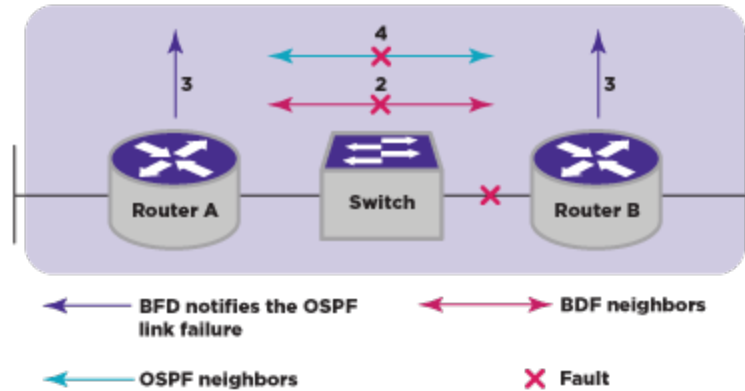 4
3
2
3
Router A
Switch
Router B
BFD notifies the OSPF
link failure
BDF neighbors
OSPF neighbors
Fault